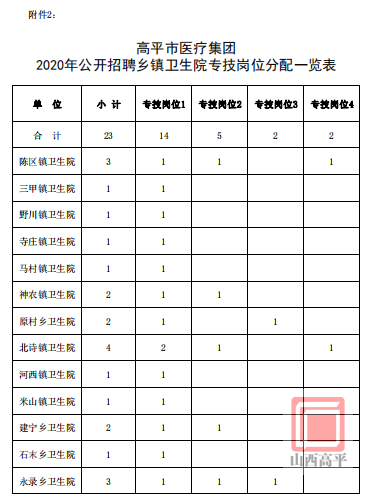 附件2：
高平市医疗集团
2020年公开招聘乡镇卫生院专技岗位分配一览表
单 位 小 计 专技岗位1 专技岗位2 专技岗位3 专技岗位4
合 计 23 14 5 2 2
陈区镇卫生院 3 1 1 1
三甲镇卫生院 1 1
野川镇卫生院 1 1
寺庄镇卫生院 1 1
马村镇卫生院 1 1
神农镇卫生院 2 1 1
原村乡卫生院 2 1 1
北诗镇卫生院 4 2 1 1
河西镇卫生院 1 1
米山镇卫生院 1 1
建宁乡卫生院 2 1 1
石末乡卫生院 1 1
永录乡卫生院 3 1 1 1
山西高平